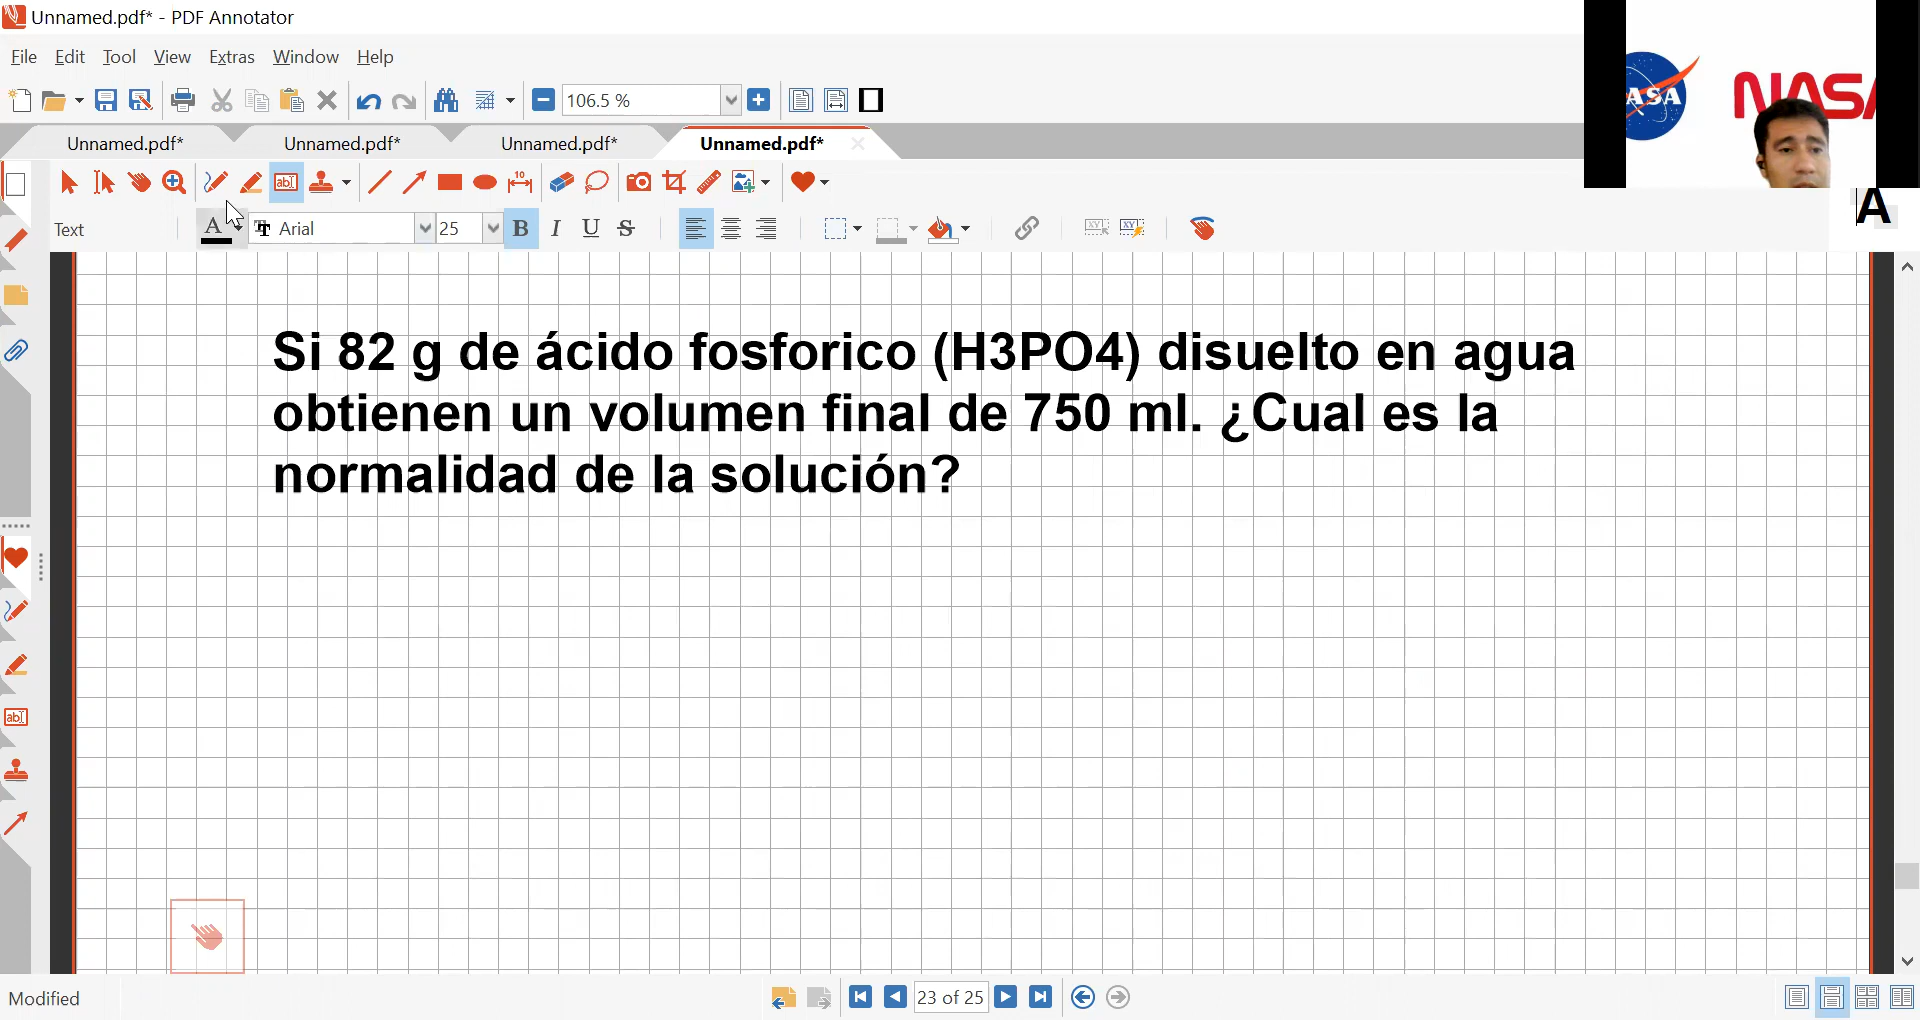 Unnamed.pdf* - PDF Annotator
File Edit Tool View Extras Window Help
106.5 %
Unnamed.pdf* Unnamed.pdf* Unnamed.pdf* Unnamed.pdf*
Text A Arial 25 B I U S
A
NASA
Si 82 g de ácido fosforico (H3PO4) disuelto en agua
obtienen un volumen final de 750 ml. ¿Cual es la
normalidad de la solución?
Modified 23 of 25